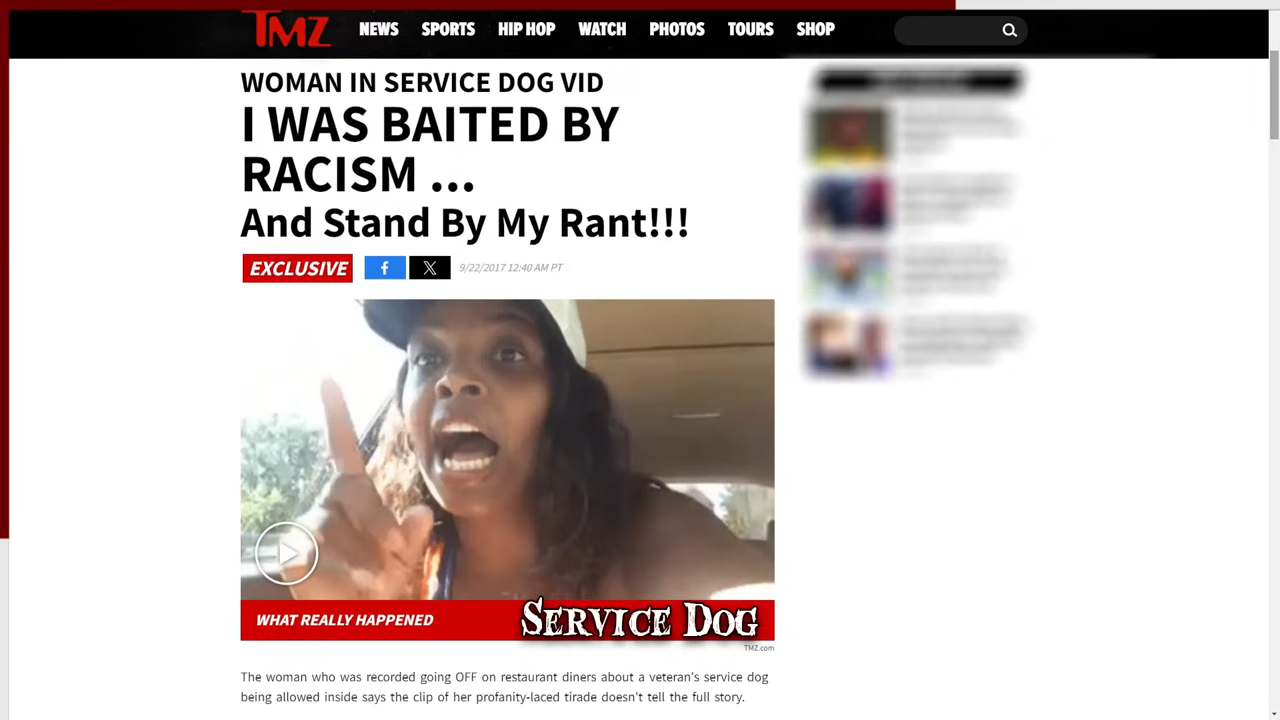 TMZ
NEWS SPORTS HIP HOP WATCH PHOTOS TOURS SHOP
WOMAN IN SERVICE DOG VID
I WAS BAITED BY
RACISM ...
And Stand By My Rant!!!
EXCLUSIVE
9/22/2017 12:40 AM PT
WHAT REALLY HAPPENED
SERVICE DOG
TMZ.com
The woman who was recorded going OFF on restaurant diners about a veteran's service dog
being allowed inside says the clip of her profanity-laced tirade doesn't tell the full story.